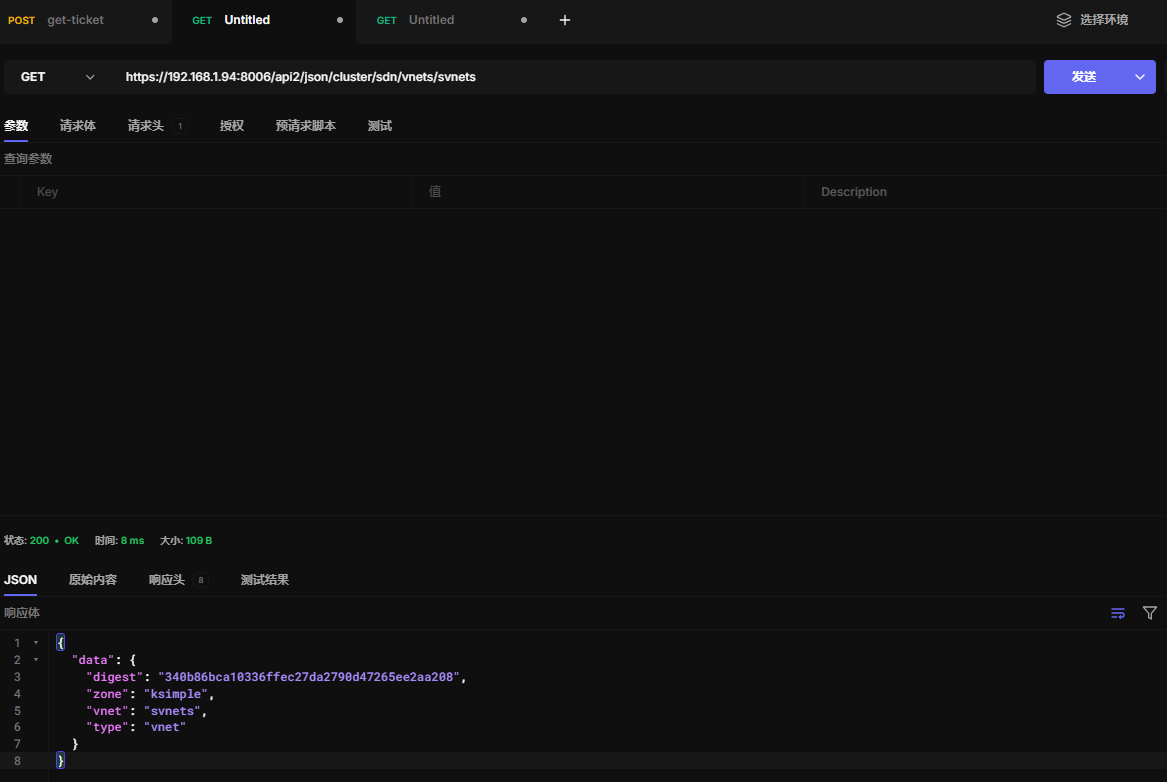 POST get-ticket GET Untitled GET Untitled + 选择环境
GET https://192.168.1.94:8006/api2/json/cluster/sdn/vnets/svnets 发送
参数 请求体 请求头 1 授权 预请求脚本 测试
查询参数
Key 值 Description
状态: 200 • OK 时间: 8 ms 大小: 109 B
JSON 原始内容 响应头 8 测试结果
响应体
1 {
2 "data": {
3 "digest": "340b86bca10336ffec27da2790d47265ee2aa208",
4 "zone": "ksimple",
5 "vnet": "svnets",
6 "type": "vnet"
7 }
8 }